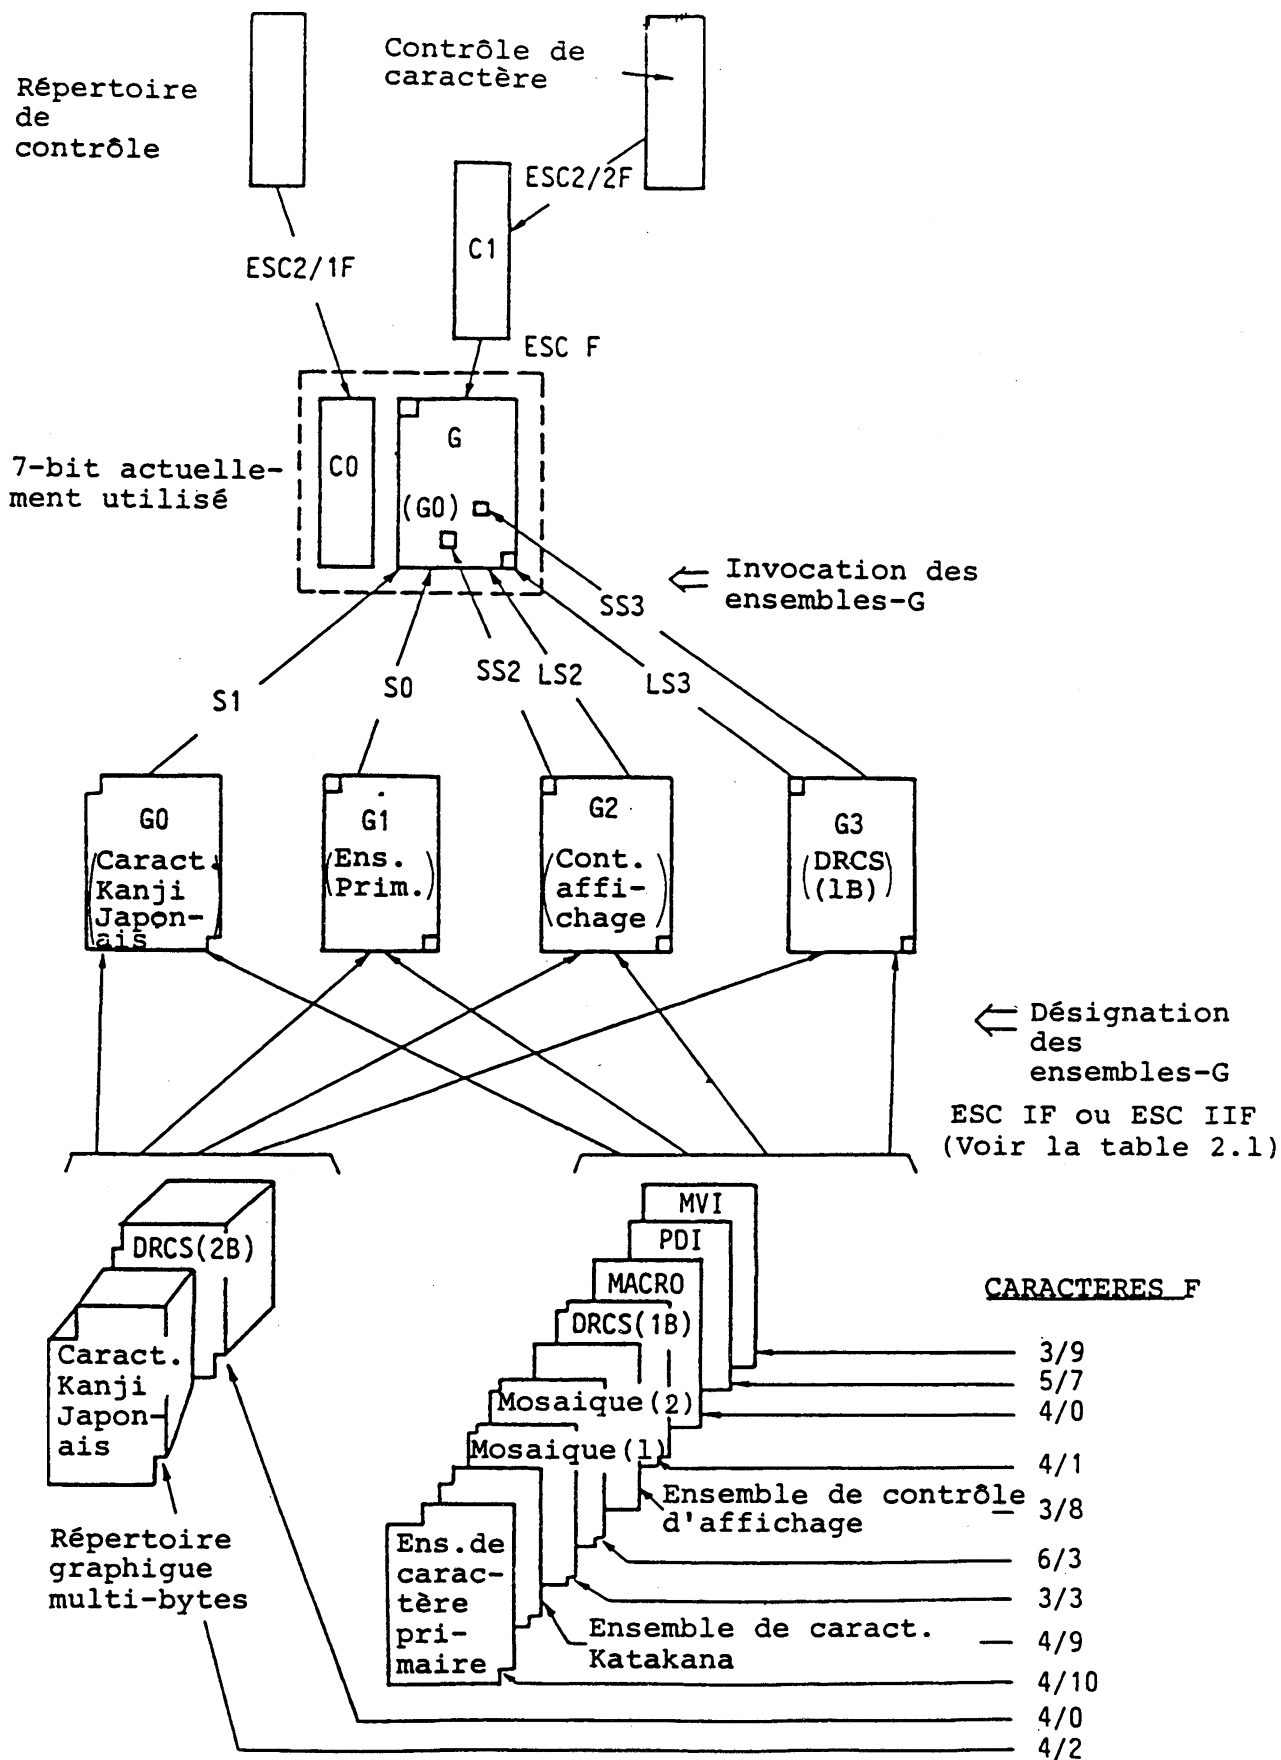 Répertoire
de
contrôle
Contrôle de
caractère
ESC2/2F
C1
ESC2/1F
ESC F
7-bit actuelle-
ment utilisé
C0
G
(G0)
Invocation des
ensembles-G
SS3
S1
S0
SS2
LS2
LS3
G0
(Caract.
Kanji
Japon-
ais
G1
(Ens.
Prim.)
G2
(Cont.
affi-
chage)
G3
(DRCS
(1B))
Désignation
des
ensembles-G
ESC IF ou ESC IIF
(Voir la table 2.1)
DRCS(2B)
Caract.
Kanji
Japon-
ais
Répertoire
graphigue
multi-bytes
MVI
PDI
MACRO
DRCS(1B)
Mosaique(2)
Mosaique(1)
Ensemble de contrôle
d'affichage
Ens.de
carac-
tère
pri-
maire
Ensemble de caract.
Katakana
CARACTERES F
3/9
5/7
4/0
4/1
3/8
6/3
3/3
4/9
4/10
4/0
4/2